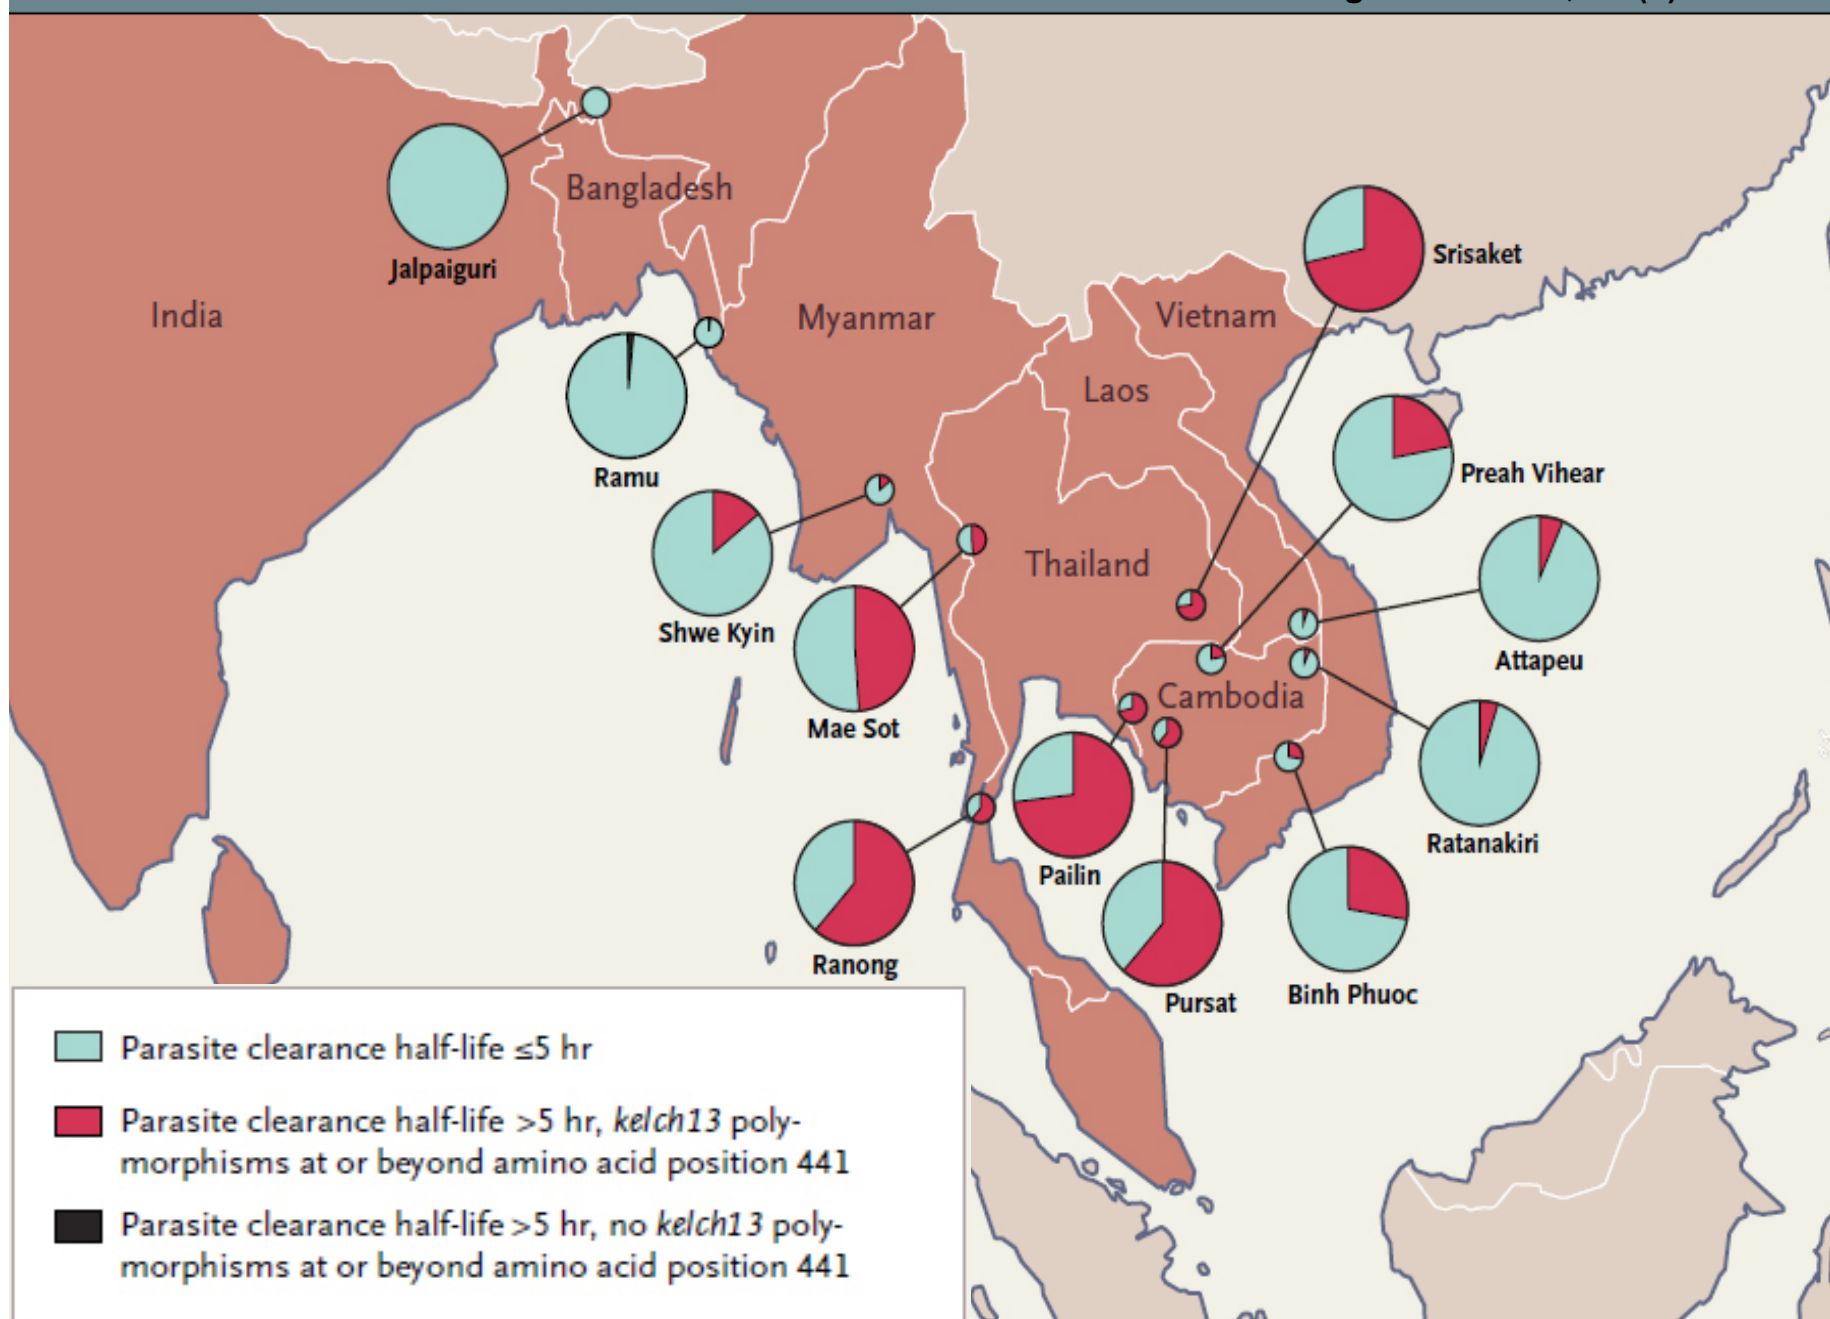 Bangladesh
Jalpaiguri
India
Myanmar
Vietnam
Srisaket
Laos
Ramu
Preah Vihear
Thailand
Shwe Kyin
Attapeu
Cambodia
Mae Sot
Ratanakiri
Pailin
Ranong
Pursat
Binh Phuoc
Parasite clearance half-life ≤5 hr
Parasite clearance half-life >5 hr, kelch13 poly-
morphisms at or beyond amino acid position 441
Parasite clearance half-life >5 hr, no kelch13 poly-
morphisms at or beyond amino acid position 441